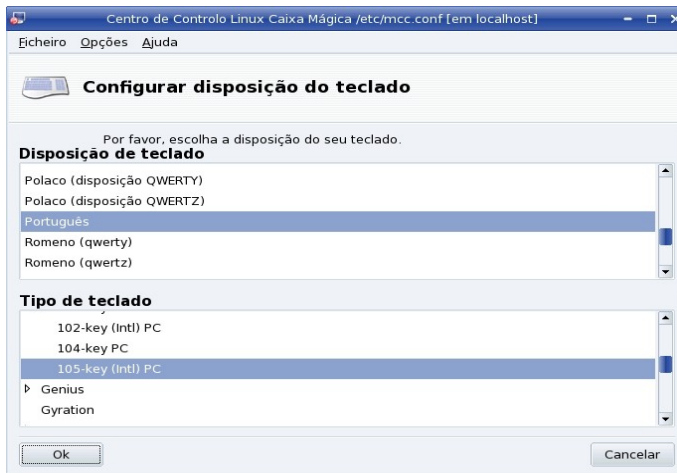 Centro de Controlo Linux Caixa Mágica /etc/mcc.conf [em localhost]
Ficheiro Opções Ajuda
Configurar disposição do teclado
Por favor, escolha a disposição do seu teclado.
Disposição de teclado
Polaco (disposição QWERTY)
Polaco (disposição QWERTZ)
Português
Romeno (qwerty)
Romeno (qwertz)
Tipo de teclado
102-key (Intl) PC
104-key PC
105-key (Intl) PC
Genius
Gyration
Ok
Cancelar